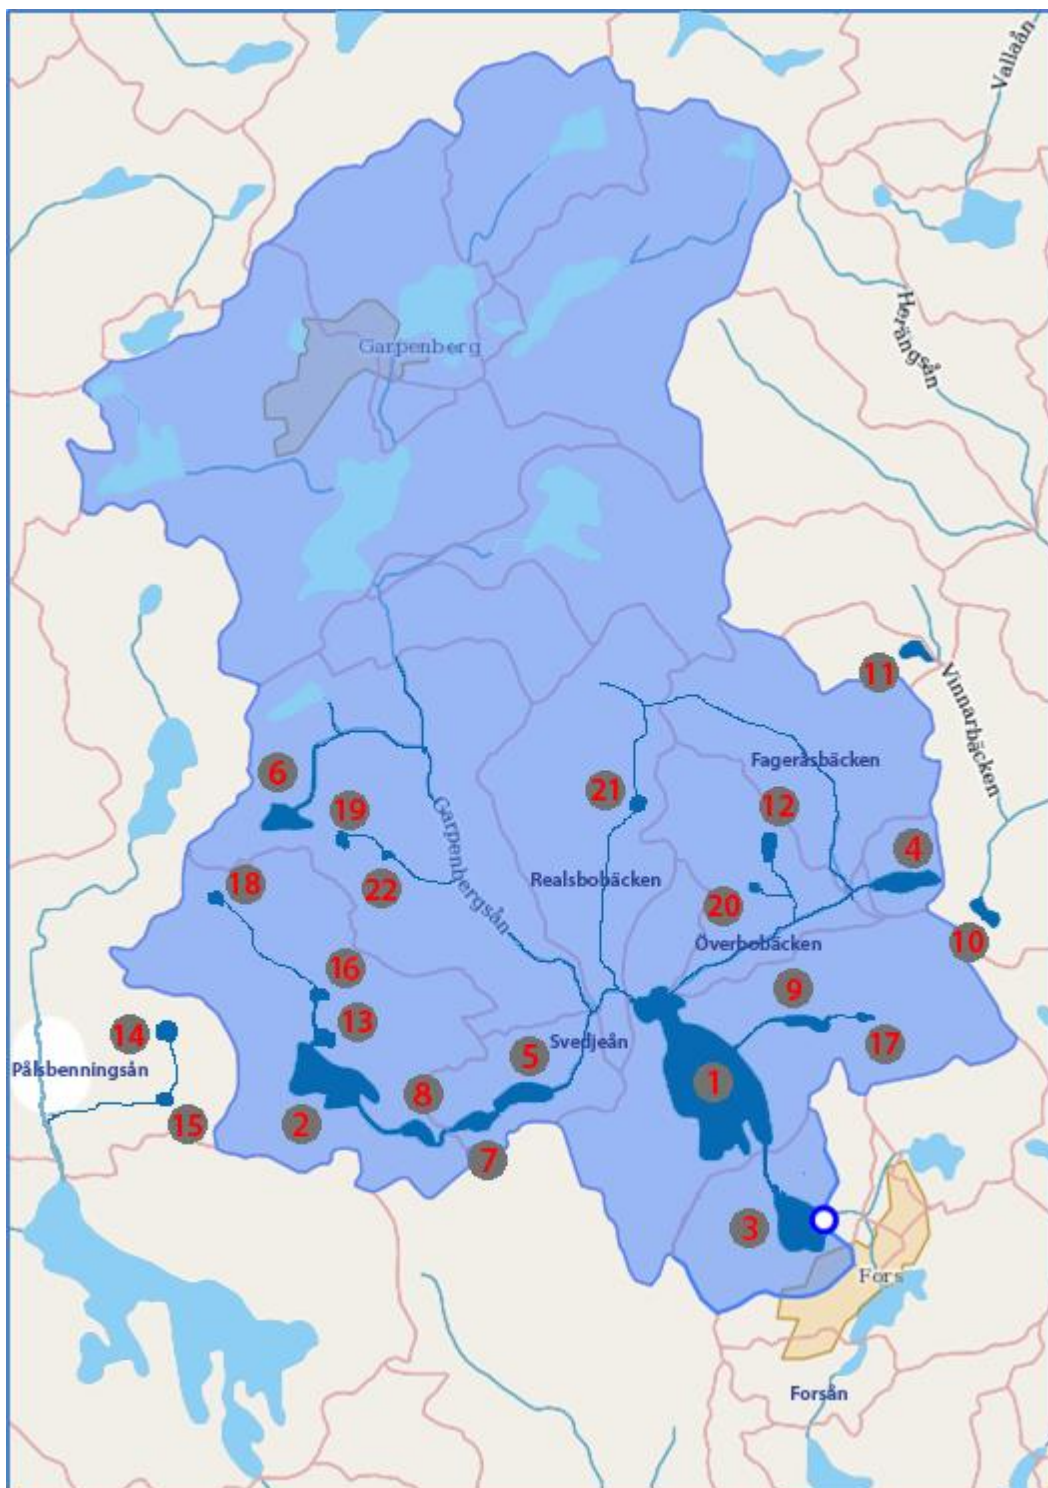 Vallaån
Herängsån
Garpenberg
11
Vinnarbäcken
6
Fageråsbäcken
21
19
12
Garpenbergsån
4
18
22
Realsbobäcken
20
Överbobäcken
10
16
9
13
14
Svedjeån
17
5
Pålsbenningsån
1
8
15
2
7
3
Fors
Forsån